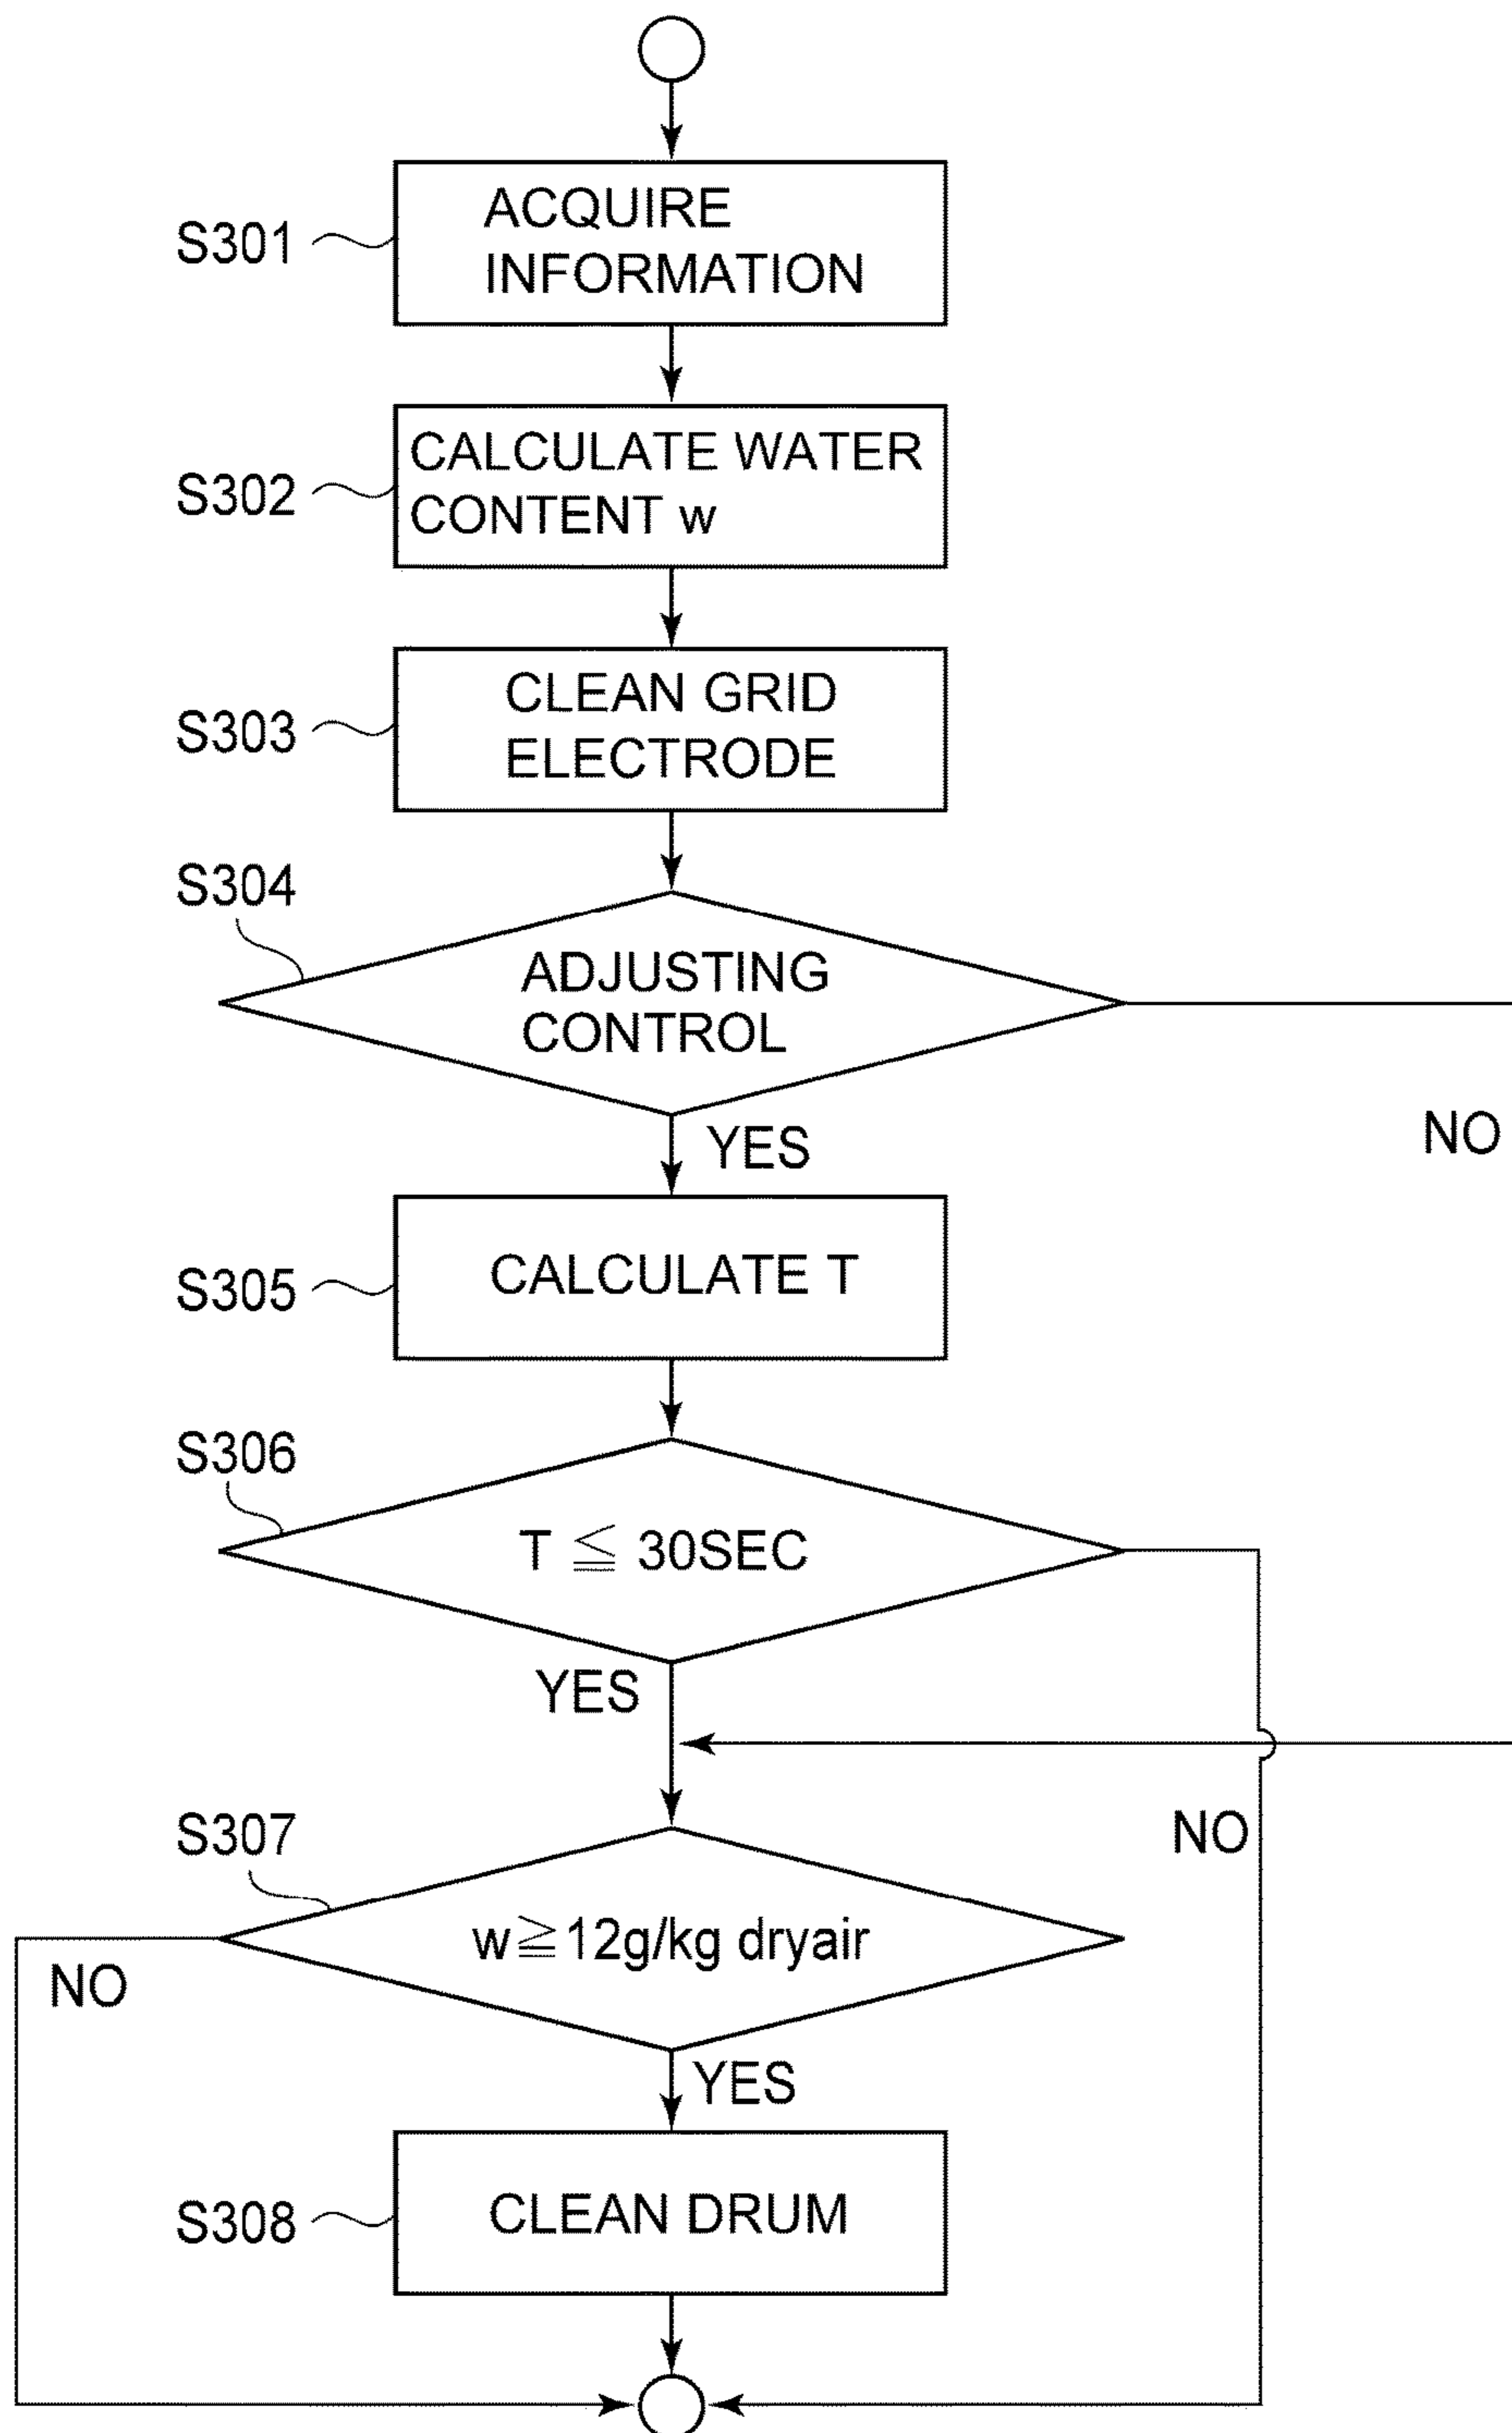 S301
ACQUIRE
INFORMATION
S302
CALCULATE WATER
CONTENT w
S303
CLEAN GRID
ELECTRODE
S304
ADJUSTING
CONTROL
YES
NO
S305
CALCULATE T
S306
T ≦ 30SEC
YES
NO
S307
w≧12g/kg dryair
NO
YES
S308
CLEAN DRUM